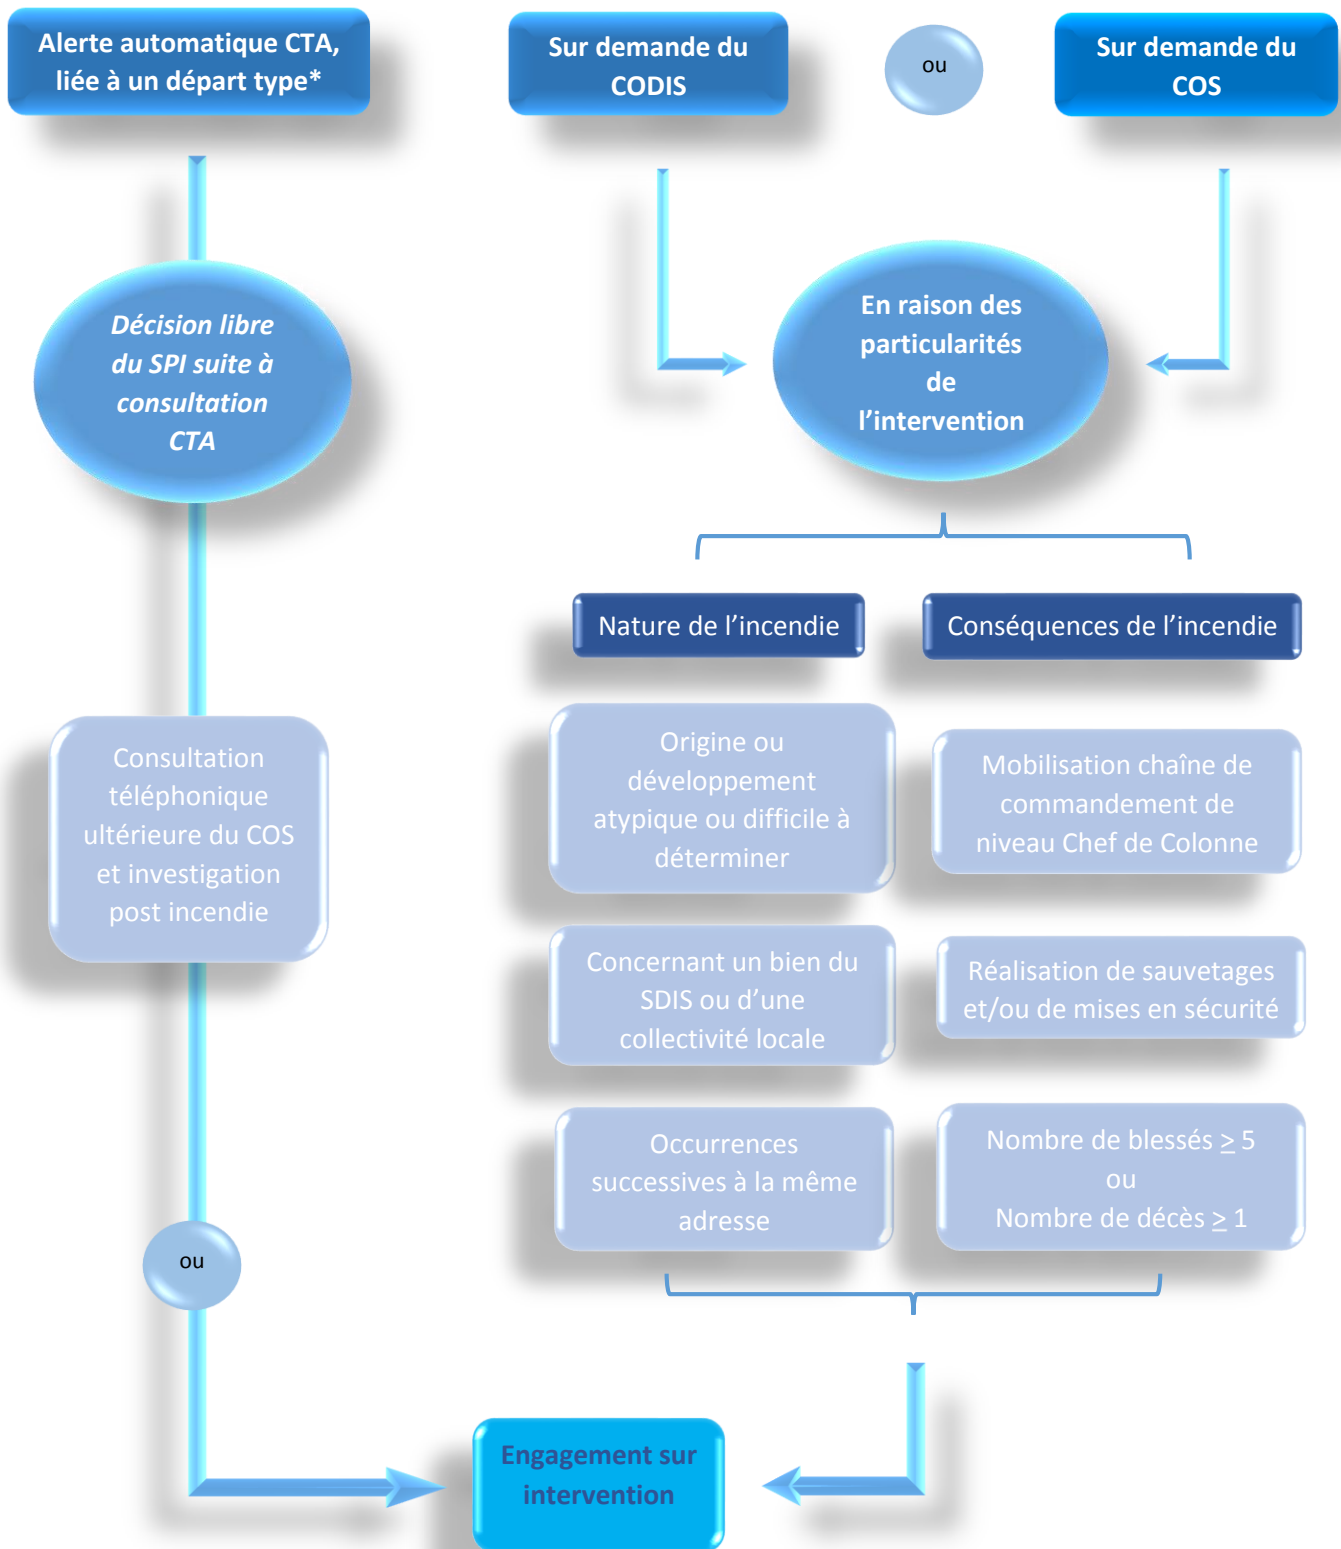 Alerte automatique CTA,
liée à un départ type*
Sur demande du
CODIS
ou
Sur demande du
COS
Décision libre
du SPI suite à
consultation
CTA
En raison des
particularités
de
l’intervention
Nature de l’incendie
Conséquences de l’incendie
Consultation
téléphonique
ultérieure du COS
et investigation
post incendie
Origine ou
développement
atypique ou difficile à
déterminer
Mobilisation chaîne de
commandement de
niveau Chef de Colonne
Concernant un bien du
SDIS ou d’une
collectivité locale
Réalisation de sauvetages
et/ou de mises en sécurité
Occurrences
successives à la même
adresse
Nombre de blessés ≥ 5
ou
Nombre de décès ≥ 1
ou
Engagement sur
intervention